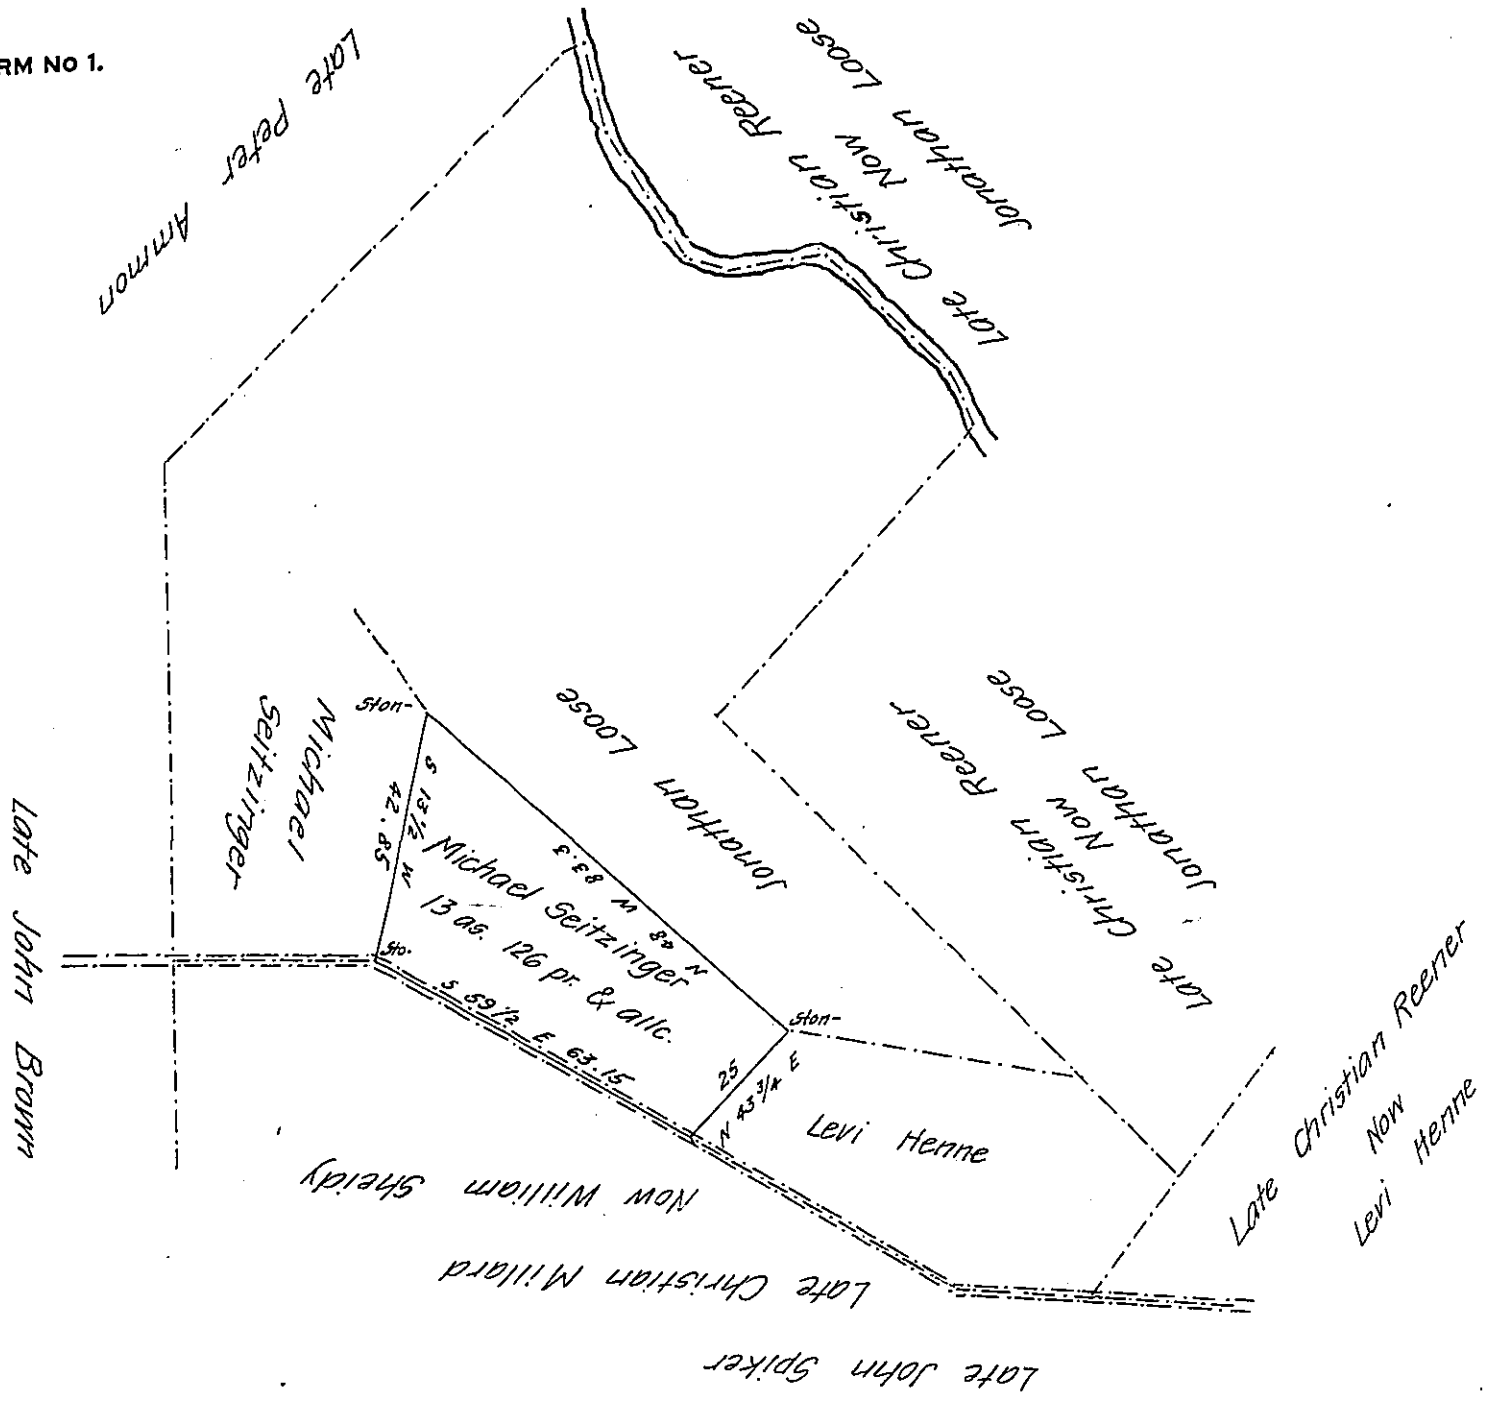 RM NO 1.
Late Peter Ammon
Late Christian Reener
Now
Jonathan Loose
Michael
Seitzinger
Ston-
S 13 1/2 W
42.85
Michael Seitzinger
13 as. 126 pr. & allc.
N 48 W 83.3
Sto.
S 59 1/2 E 63.15
Jonathan Loose
Late Christian Reener
Now
Jonathan Loose
Ston-
25
N 43 3/4 E
Levi Henne
Late Christian Reener
Now
Levi Henne
Late John Brown
Late John Spiker
Late Christian Millard
Now William Sheidy